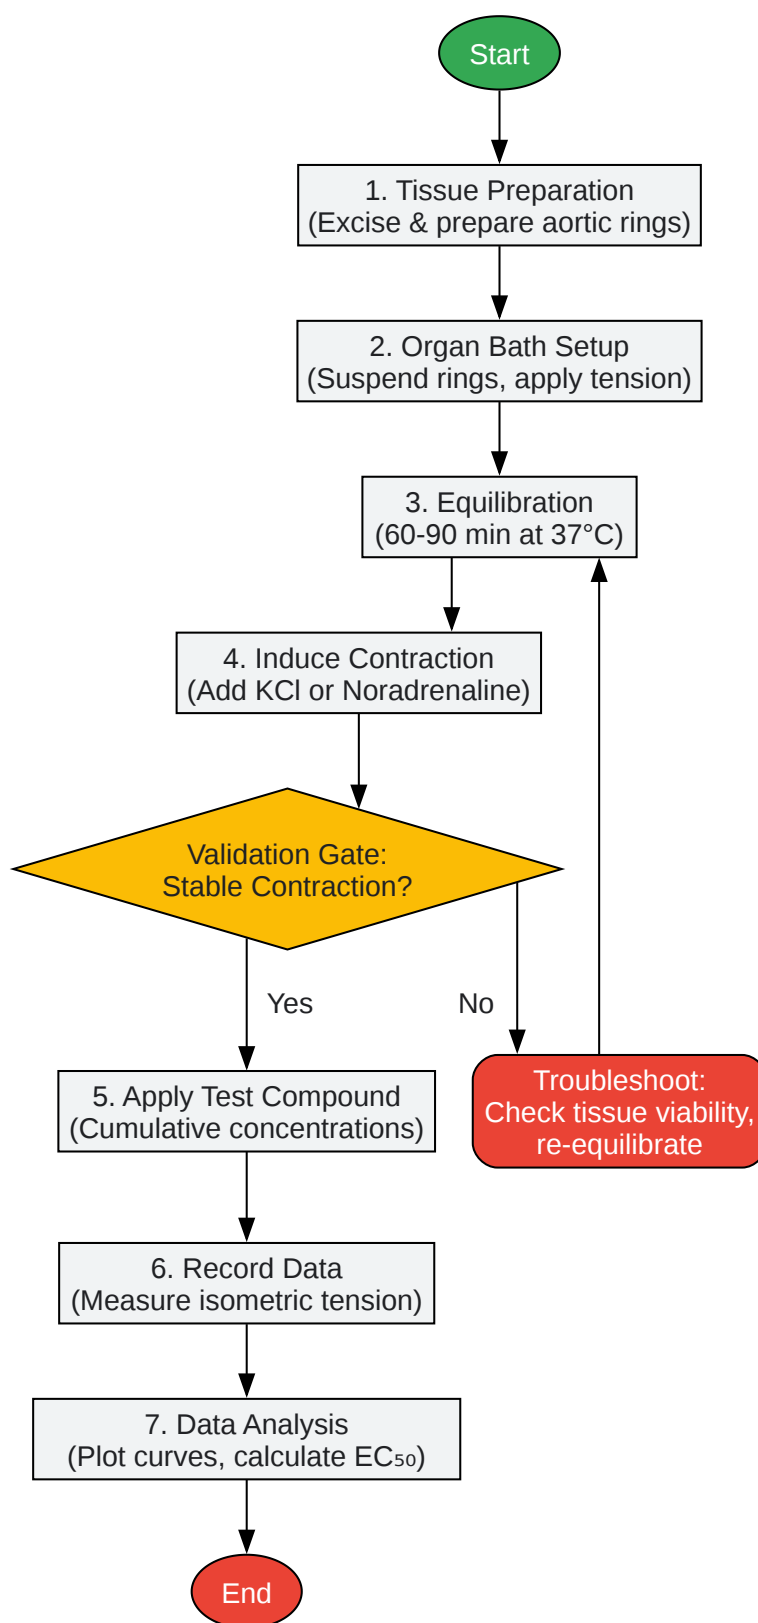 Start
1. Tissue Preparation
(Excise & prepare aortic rings)
2. Organ Bath Setup
(Suspend rings, apply tension)
3. Equilibration
(60-90 min at 37°C)
4. Induce Contraction
(Add KCl or Noradrenaline)
Validation Gate:
Stable Contraction?
Yes
No
5. Apply Test Compound
(Cumulative concentrations)
Troubleshoot:
Check tissue viability,
re-equilibrate
6. Record Data
(Measure isometric tension)
7. Data Analysis
(Plot curves, calculate EC₅₀)
End